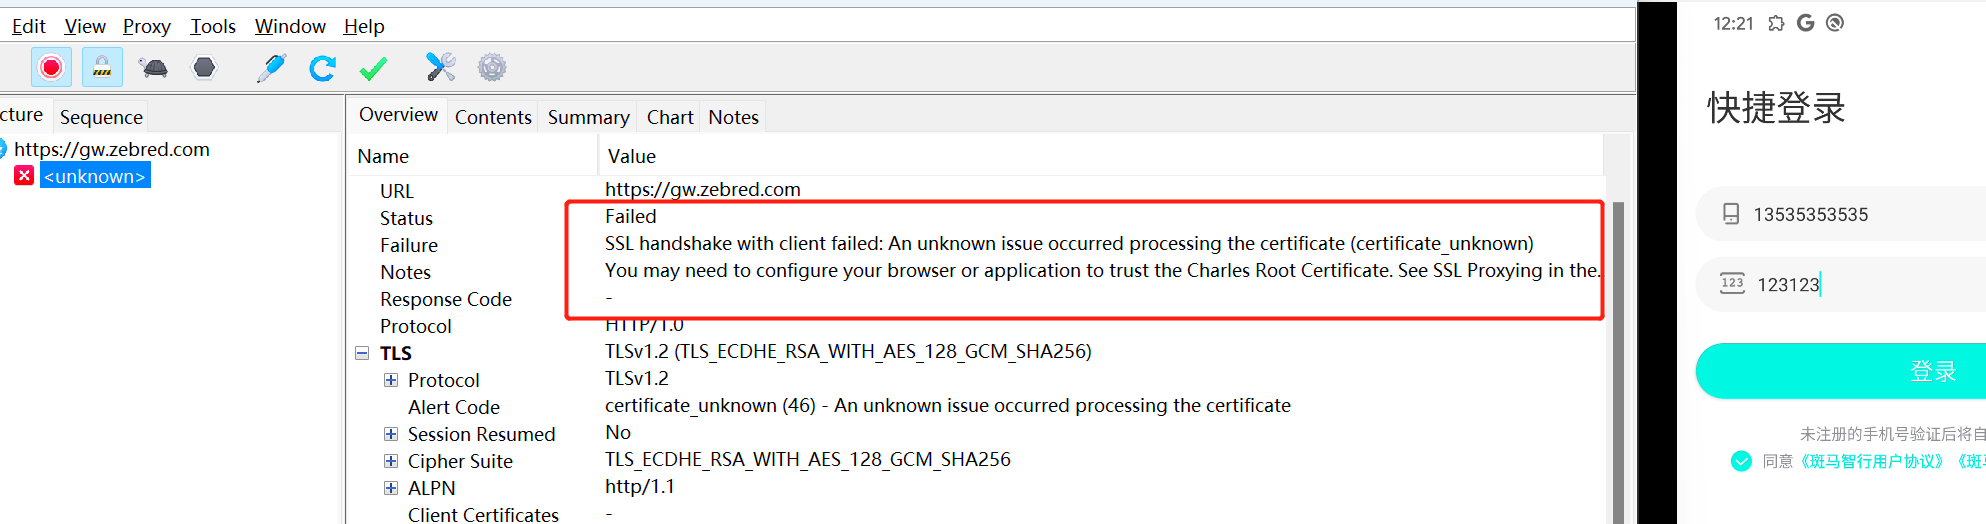 Edit View Proxy Tools Window Help
cture Sequence
https://gw.zebred.com
<unknown>
Overview Contents Summary Chart Notes
Name Value
URL https://gw.zebred.com
Status Failed
Failure SSL handshake with client failed: An unknown issue occurred processing the certificate (certificate_unknown)
Notes You may need to configure your browser or application to trust the Charles Root Certificate. See SSL Proxying in the.
Response Code -
Protocol HTTP/1.0
TLS TLSv1.2 (TLS_ECDHE_RSA_WITH_AES_128_GCM_SHA256)
Protocol TLSv1.2
Alert Code certificate_unknown (46) - An unknown issue occurred processing the certificate
Session Resumed No
Cipher Suite TLS_ECDHE_RSA_WITH_AES_128_GCM_SHA256
ALPN http/1.1
Client Certificates -
12:21
快捷登录
13535353535
123 123123
登录
未注册的手机号验证后将自
同意《斑马智行用户协议》《斑马